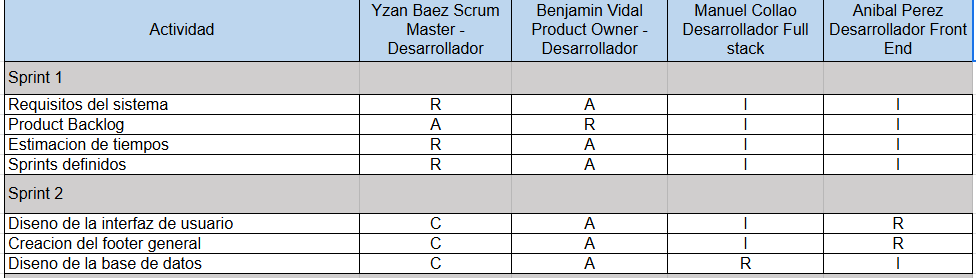 Actividad
Yzan Baez Scrum
Master -
Desarrollador
Benjamin Vidal
Product Owner -
Desarrollador
Manuel Collao
Desarrollador Full
stack
Anibal Perez
Desarrollador Front
End
Sprint 1
Requisitos del sistema R A I I
Product Backlog A R I I
Estimacion de tiempos R A I I
Sprints definidos R A I I
Sprint 2
Diseno de la interfaz de usuario C A I R
Creacion del footer general C A I R
Diseno de la base de datos C A R I